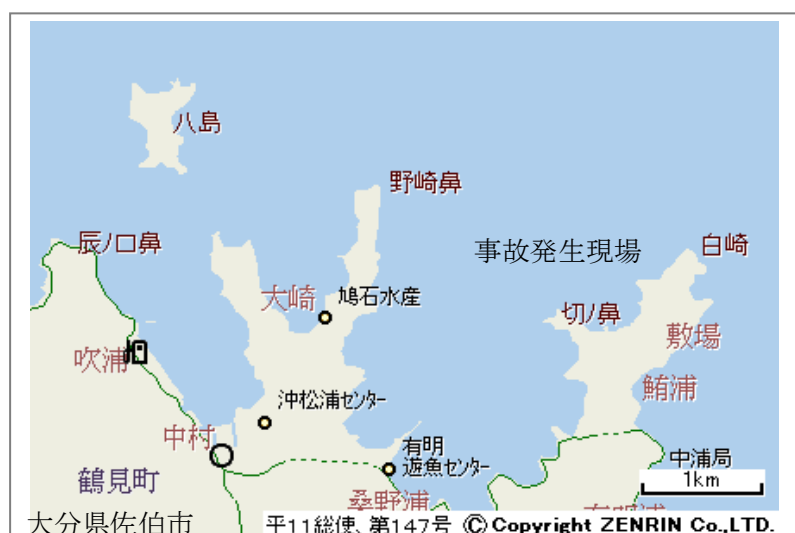 八島
野崎鼻
辰ノ口鼻
事故発生現場
白崎
大崎
鳩石水産
切ノ鼻
敷場
吹浦
鮪浦
沖松浦センター
中村
有明
遊魚センター
中浦局
1km
鶴見町
桑野浦
有明浦
大分県佐伯市
平11総使、第147号 ©Copyright ZENRIN Co.,LTD.